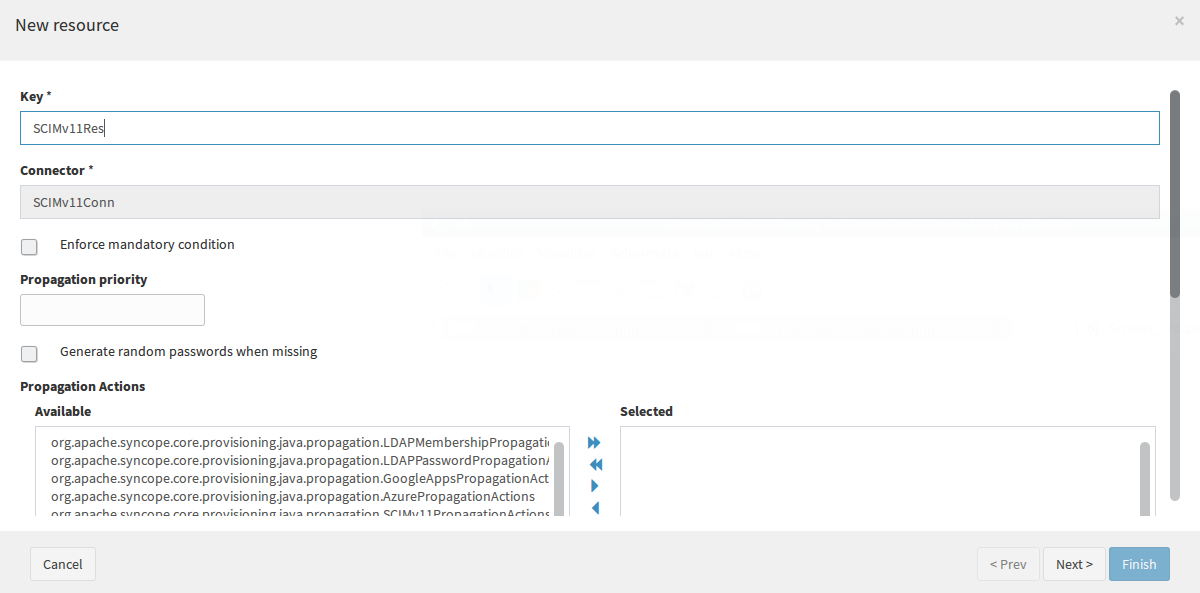 New resource
×
Key *
SCIMv11Res
Connector *
SCIMv11Conn
Enforce mandatory condition
Propagation priority
Generate random passwords when missing
Propagation Actions
Available
Selected
org.apache.syncope.core.provisioning.java.propagation.LDAPMembershipPropagati
org.apache.syncope.core.provisioning.java.propagation.LDAPPasswordPropagation
org.apache.syncope.core.provisioning.java.propagation.GoogleAppsPropagationAct
org.apache.syncope.core.provisioning.java.propagation.AzurePropagationActions
org.apache.syncope.core.provisioning.java.propagation.SCIMv11PropagationActions
Cancel
< Prev
Next >
Finish